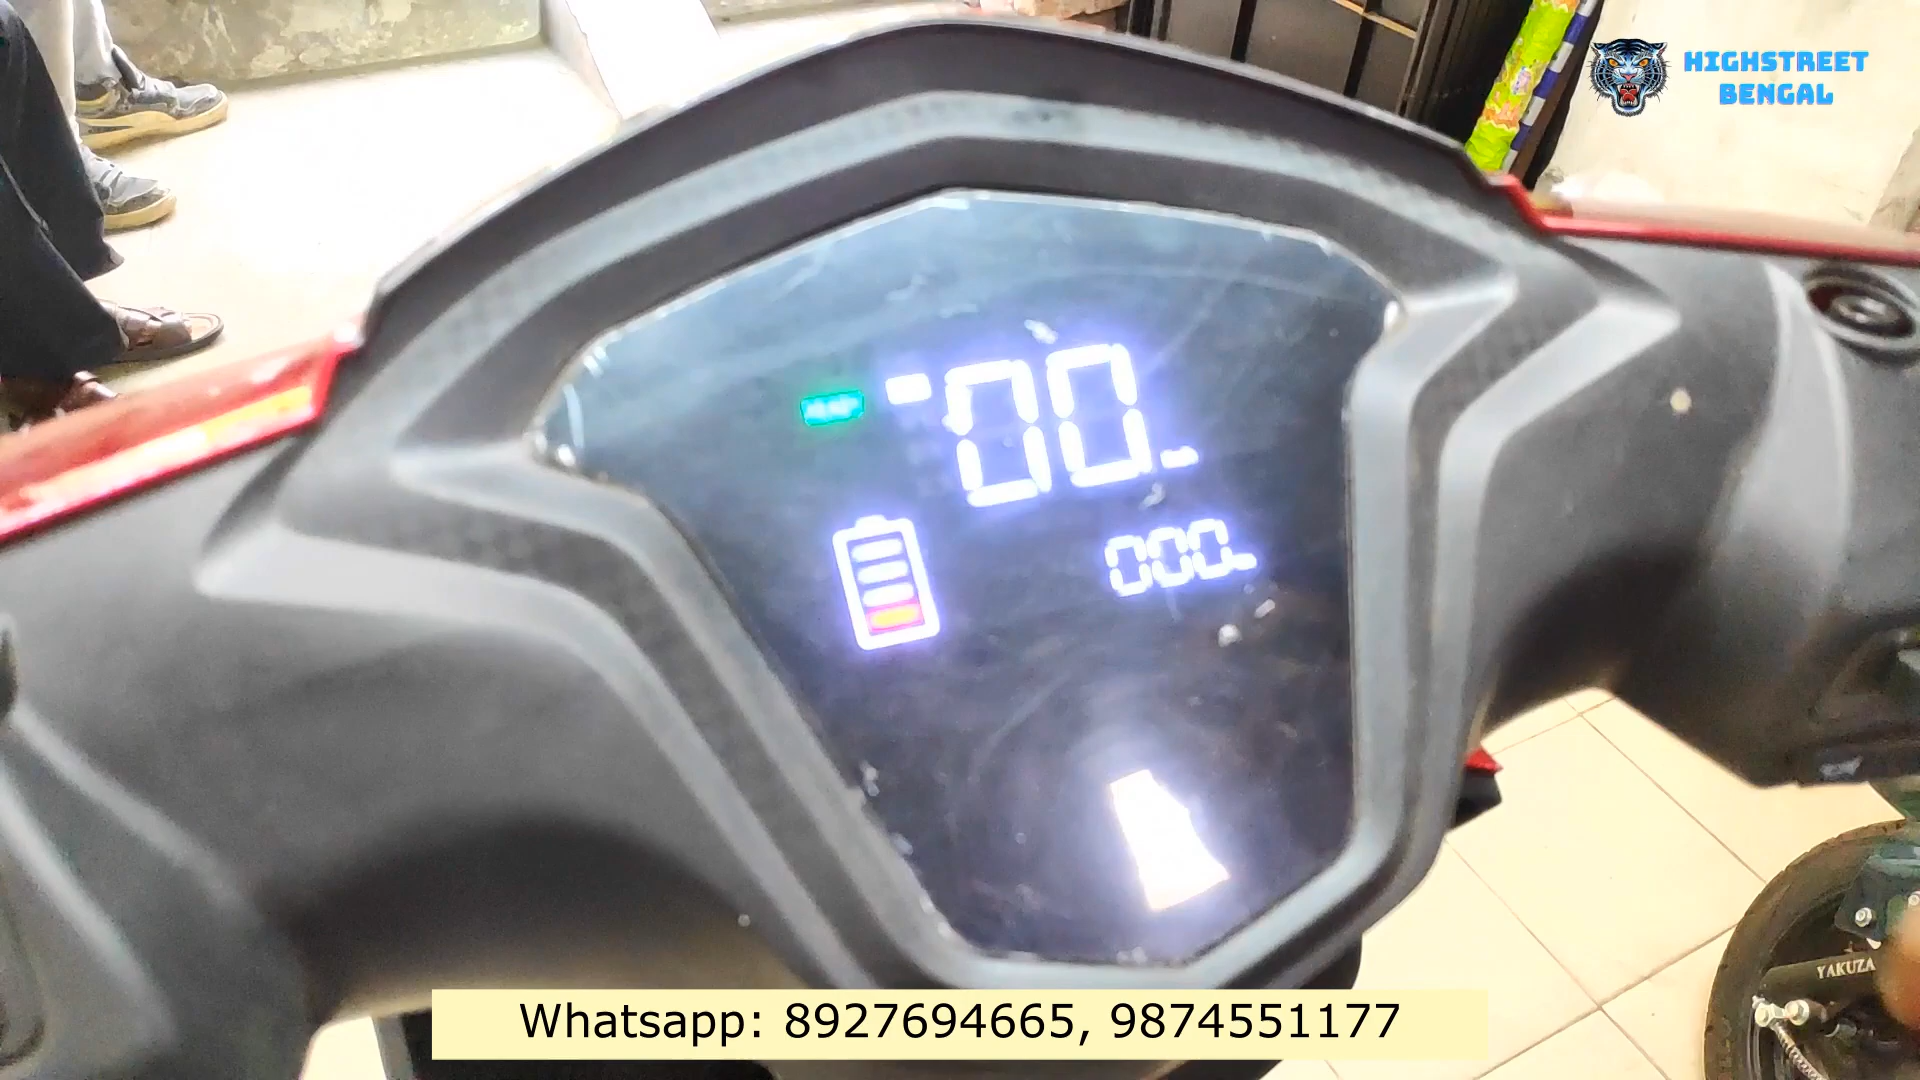 HIGHSTREET
BENGAL
00
000
YAKUZA
Whatsapp: 8927694665, 9874551177